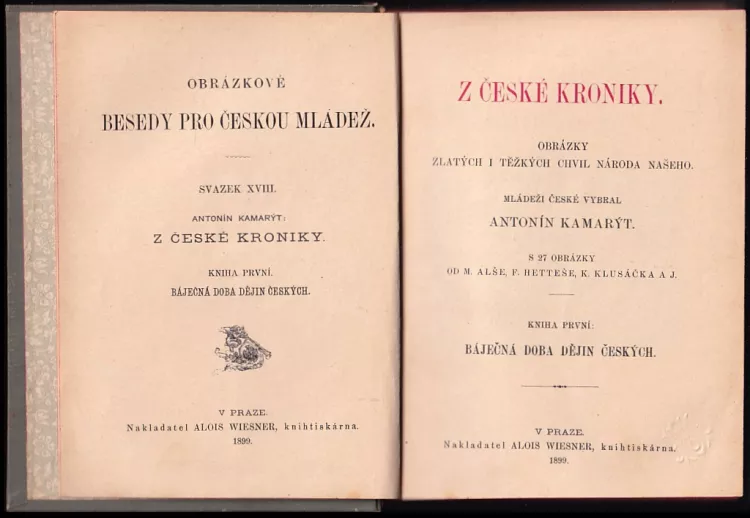 OBRÁZKOVÉ
BESEDY PRO ČESKOU MLÁDEŽ.
SVAZEK XVIII.
ANTONÍN KAMARÝT:
Z ČESKÉ KRONIKY.
KNIHA PRVNÍ.
BÁJEČNÁ DOBA DĚJIN ČESKÝCH.
V PRAZE.
Nakladatel ALOIS WIESNER, knihtiskárna.
1899.
Z ČESKÉ KRONIKY.
OBRÁZKY
ZLATÝCH I TĚŽKÝCH CHVIL NÁRODA NAŠEHO.
MLÁDEŽI ČESKÉ VYBRAL
ANTONÍN KAMARÝT.
S 27 OBRÁZKY
OD M. ALŠE, F. HETTEŠE, K. KLUSÁČKA A J.
KNIHA PRVNÍ:
BÁJEČNÁ DOBA DĚJIN ČESKÝCH.
V PRAZE.
Nakladatel ALOIS WIESNER, knihtiskárna.
1899.